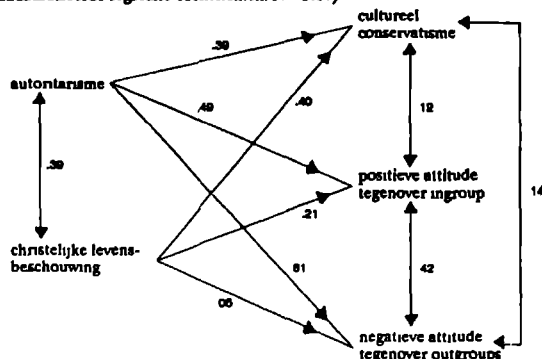 cultureel
conservatisme
.39
autoritarisme
.40
.49
12
.39
positieve attitude
tegenover ingroup
14
.21
christelijke levens-
beschouwing
61
42
06
negatieve attitude
tegenover outgroups